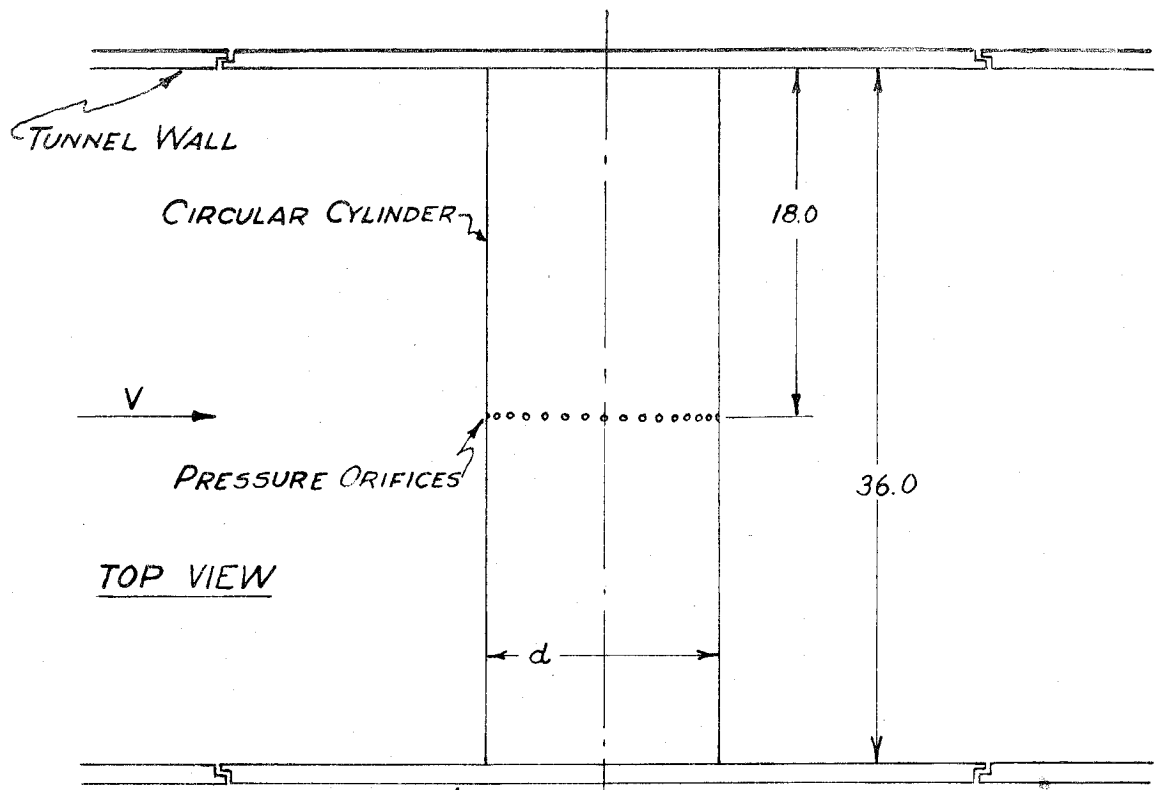 TUNNEL WALL
CIRCULAR CYLINDER
18.0
V
PRESSURE ORIFICES
36.0
TOP VIEW
d